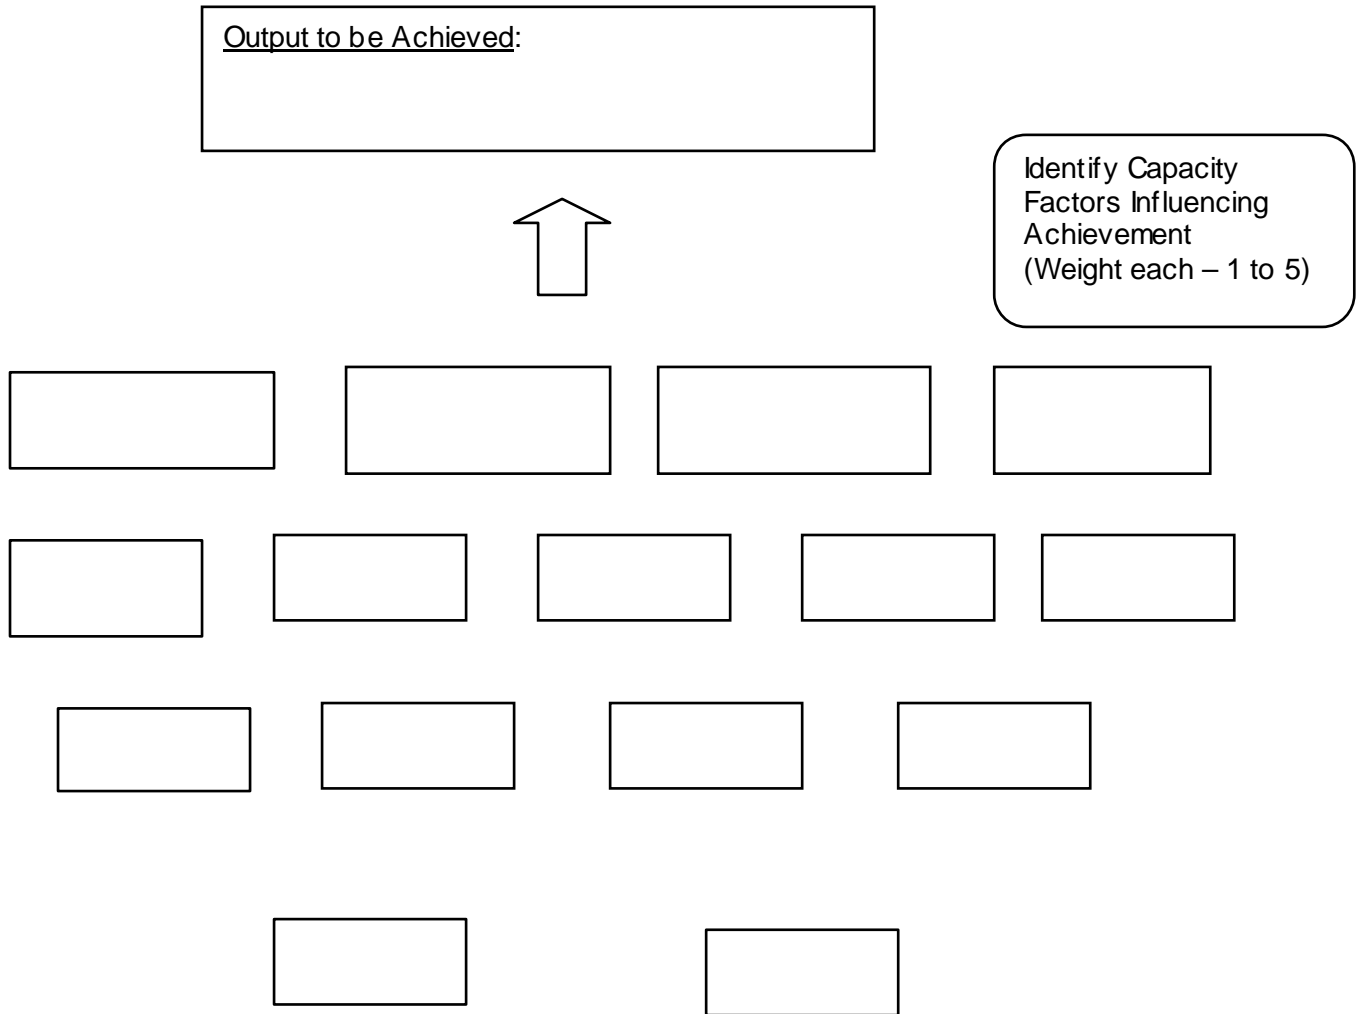 Output to be Achieved:
Identify Capacity
Factors Influencing
Achievement
(Weight each – 1 to 5)